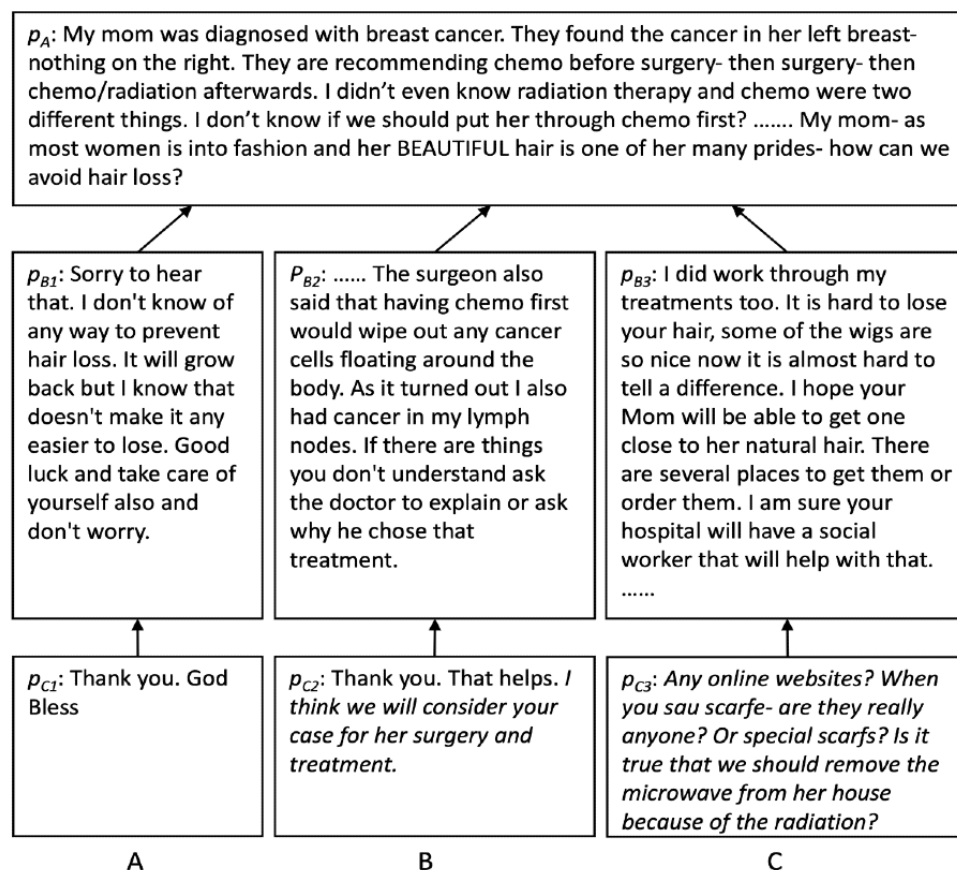 pA: My mom was diagnosed with breast cancer. They found the cancer in her left breast-
nothing on the right. They are recommending chemo before surgery- then surgery- then
chemo/radiation afterwards. I didn't even know radiation therapy and chemo were two
different things. I don't know if we should put her through chemo first? ....... My mom- as
most women is into fashion and her BEAUTIFUL hair is one of her many prides- how can we
avoid hair loss?
pB1: Sorry to hear
that. I don't know of
any way to prevent
hair loss. It will grow
back but I know that
doesn't make it any
easier to lose. Good
luck and take care of
yourself also and
don't worry.
PB2: ...... The surgeon also
said that having chemo first
would wipe out any cancer
cells floating around the
body. As it turned out I also
had cancer in my lymph
nodes. If there are things
you don't understand ask
the doctor to explain or ask
why he chose that
treatment.
pB3: I did work through my
treatments too. It is hard to lose
your hair, some of the wigs are
so nice now it is almost hard to
tell a difference. I hope your
Mom will be able to get one
close to her natural hair. There
are several places to get them or
order them. I am sure your
hospital will have a social
worker that will help with that.
......
pC1: Thank you. God
Bless
pC2: Thank you. That helps. I
think we will consider your
case for her surgery and
treatment.
pC3: Any online websites? When
you sau scarfe- are they really
anyone? Or special scarfs? Is it
true that we should remove the
microwave from her house
because of the radiation?
A
B
C